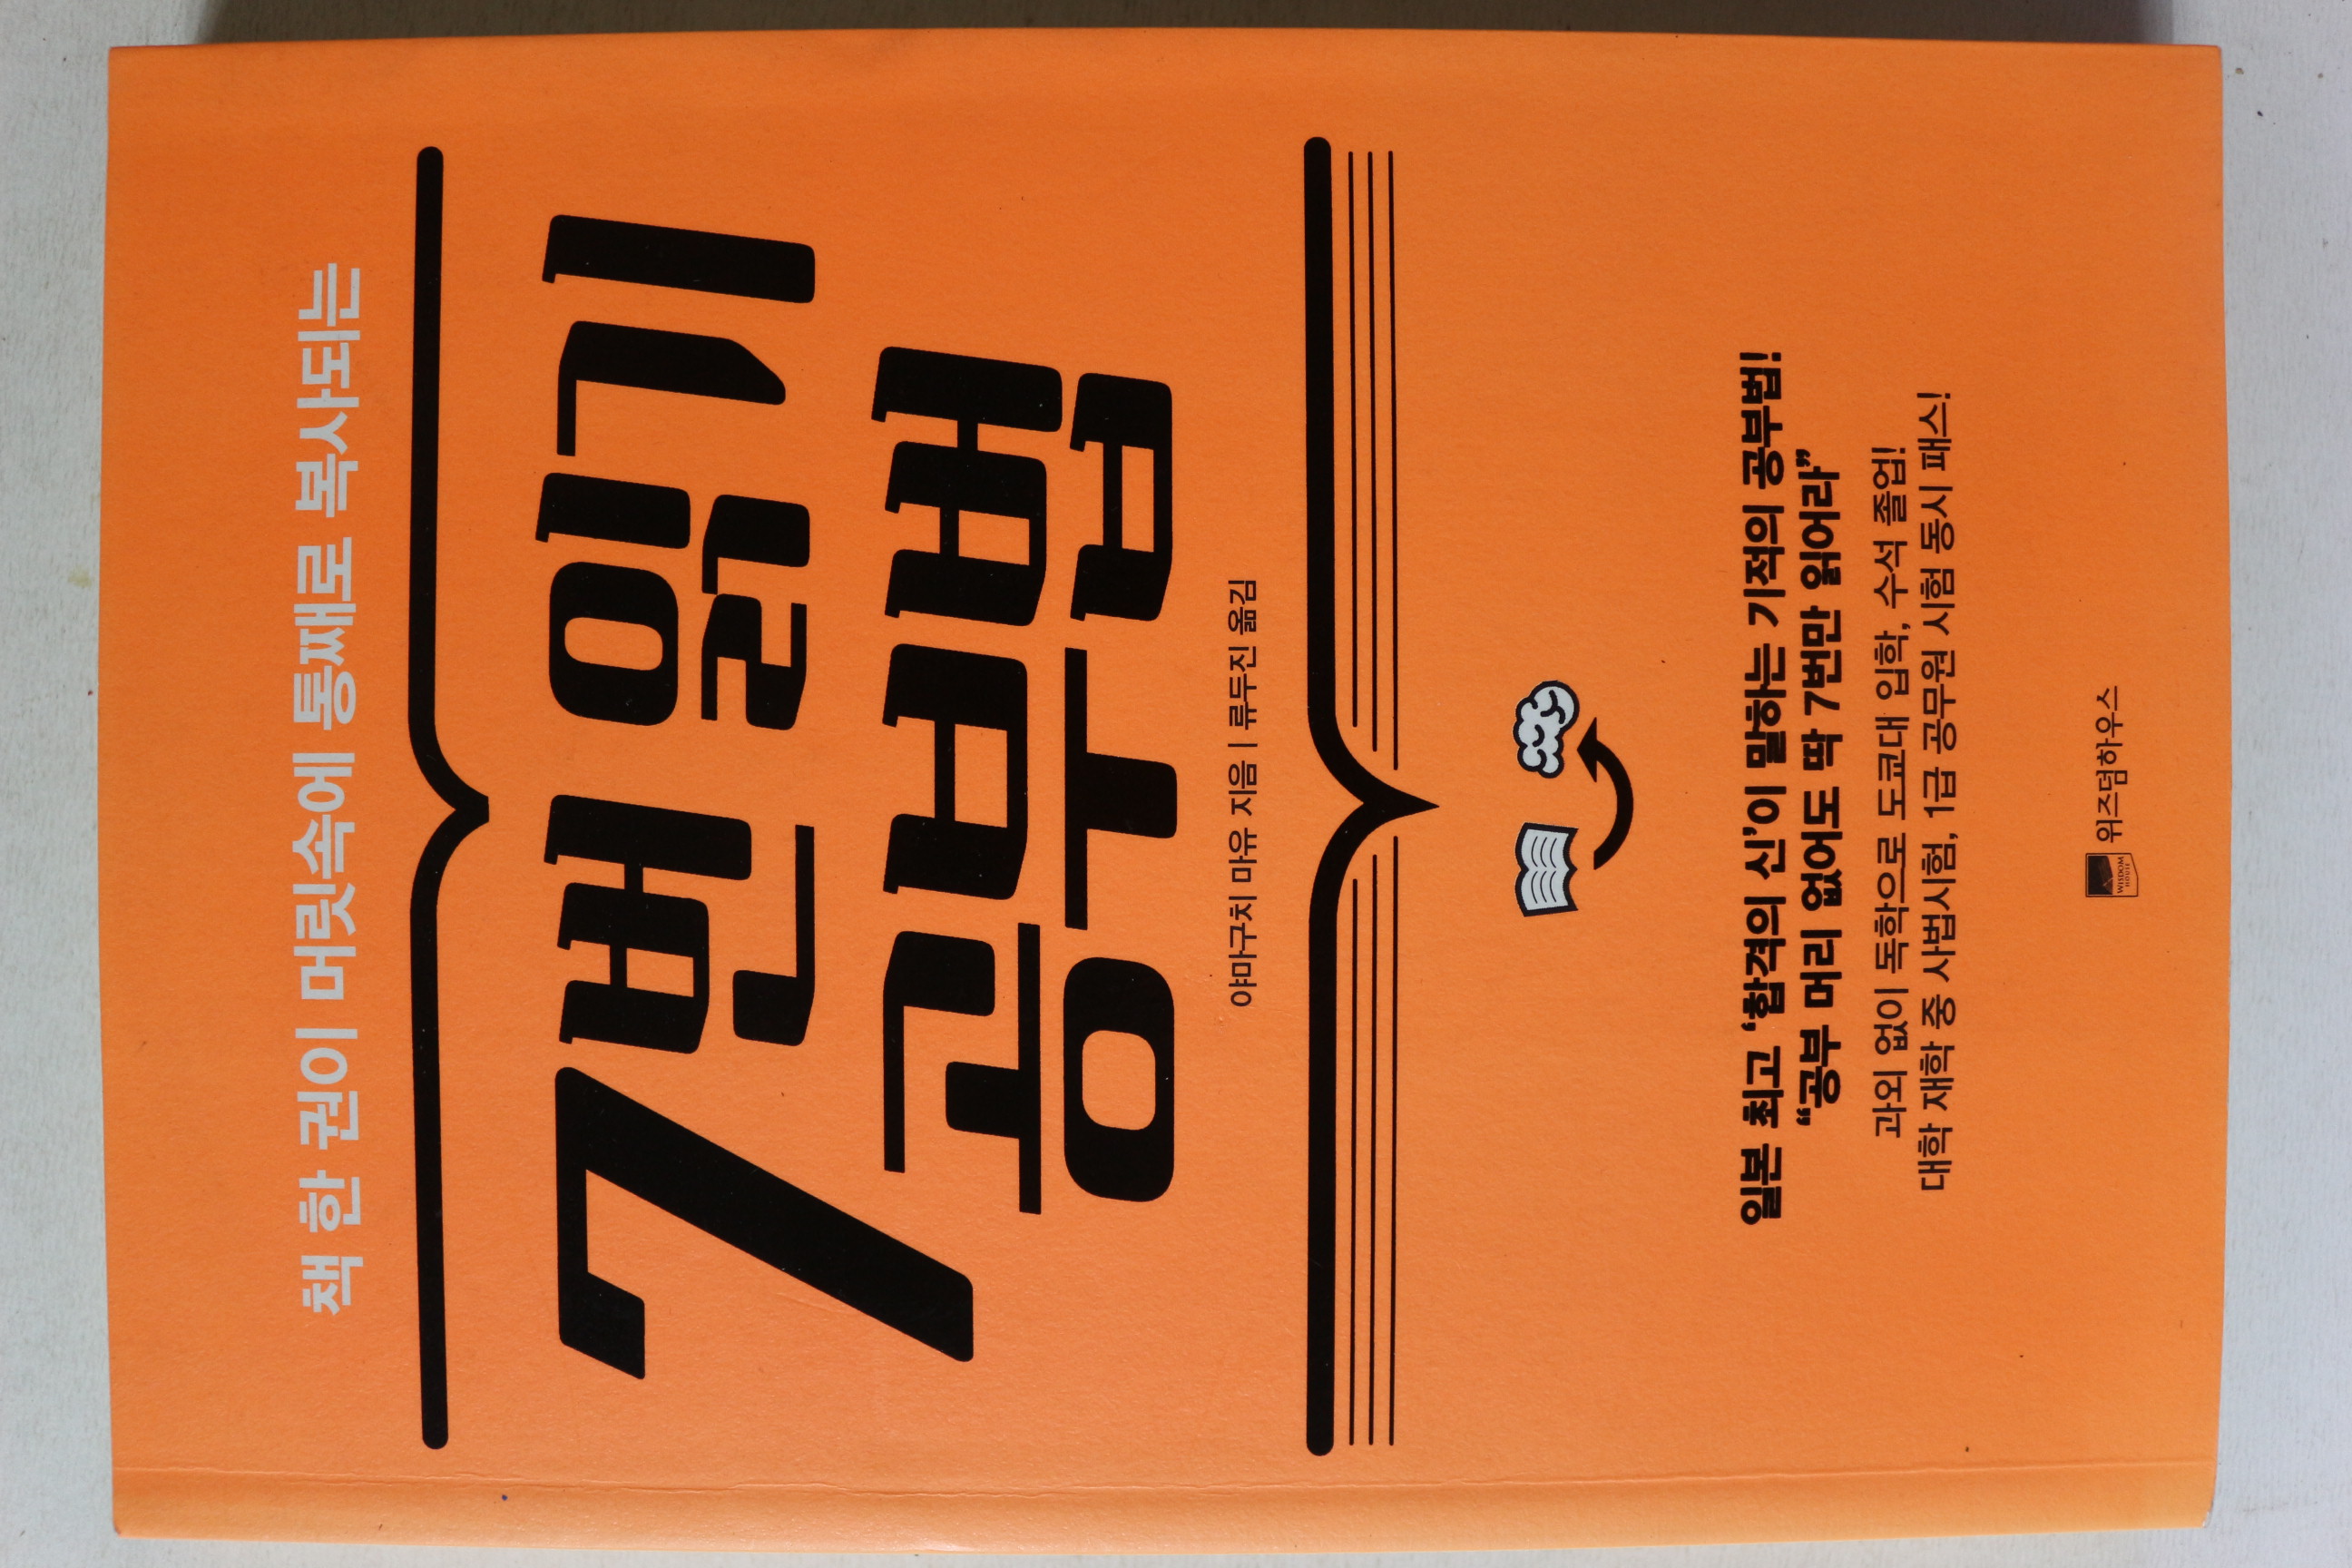 책 한 권이 머릿속에 통째로 복사되는
7번 읽기
공부법
야마구치 마유 지음 | 류두진 옮김
일본 최고 ‘합격의 신’이 말하는 기적의 공부법!
“공부 머리 없어도 딱 7번만 읽어라”
과외 없이 독학으로 도쿄대 입학, 수석 졸업!
대학 재학 중 사법시험, 1급 공무원 시험 동시 패스!
WISDOM
HOUSE
위즈덤하우스